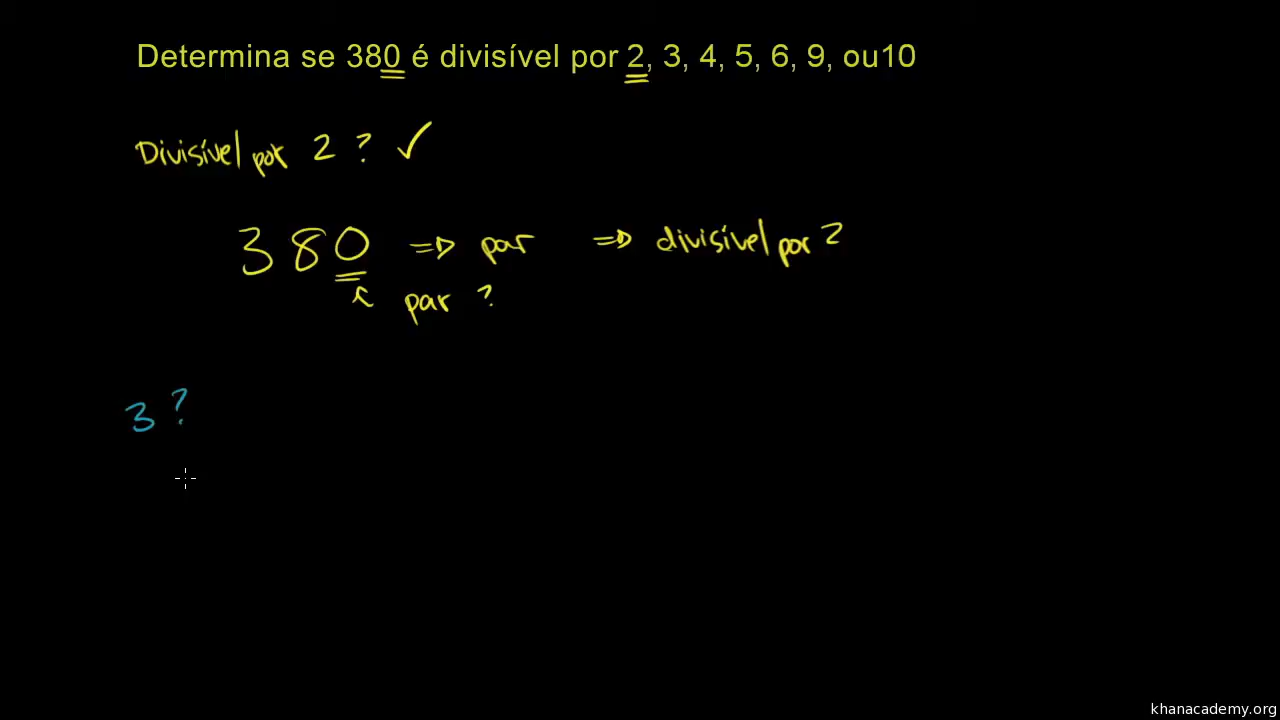 Determina se 380 é divisível por 2, 3, 4, 5, 6, 9, ou10
Divisível por 2 ? ✓
380 ⇒ par ⇒ divisível por 2
par ?
3 ?
khanacademy.org